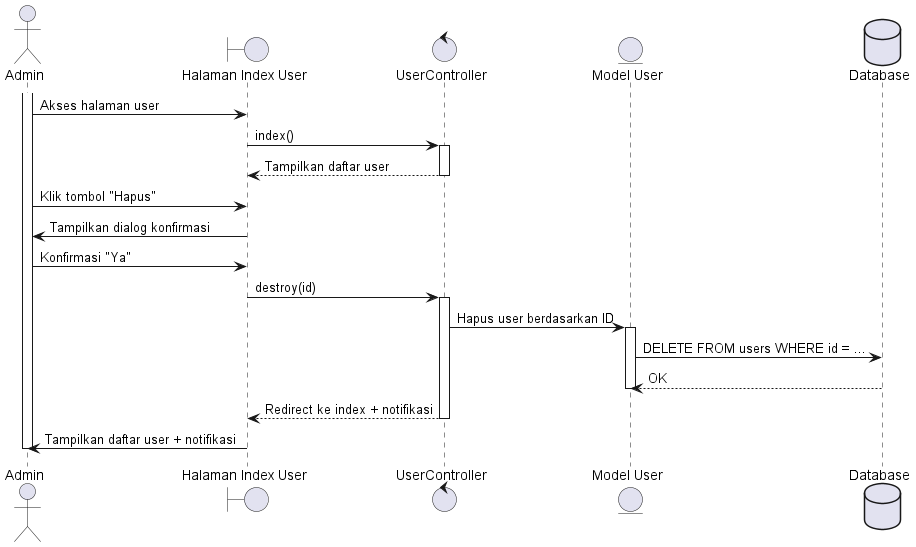 Admin
Halaman Index User
UserController
Model User
Database
Akses halaman user
index()
Tampilkan daftar user
Klik tombol "Hapus"
Tampilkan dialog konfirmasi
Konfirmasi "Ya"
destroy(id)
Hapus user berdasarkan ID
DELETE FROM users WHERE id = ...
OK
Redirect ke index + notifikasi
Tampilkan daftar user + notifikasi
Admin
Halaman Index User
UserController
Model User
Database